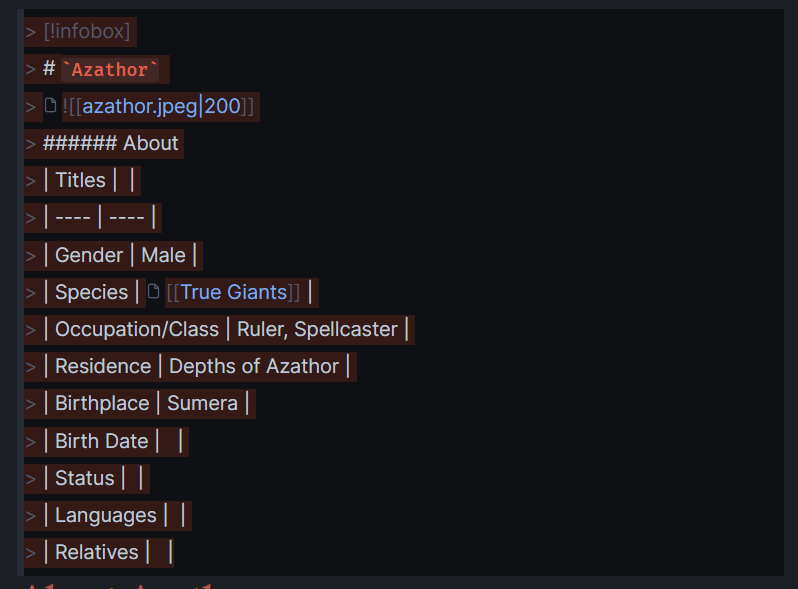 > [!infobox]
> # `Azathor`
> ![[azathor.jpeg|200]]
> ###### About
> | Titles | |
> | ---- | ---- |
> | Gender | Male |
> | Species | [[True Giants]] |
> | Occupation/Class | Ruler, Spellcaster |
> | Residence | Depths of Azathor |
> | Birthplace | Sumera |
> | Birth Date | |
> | Status | |
> | Languages | |
> | Relatives | |